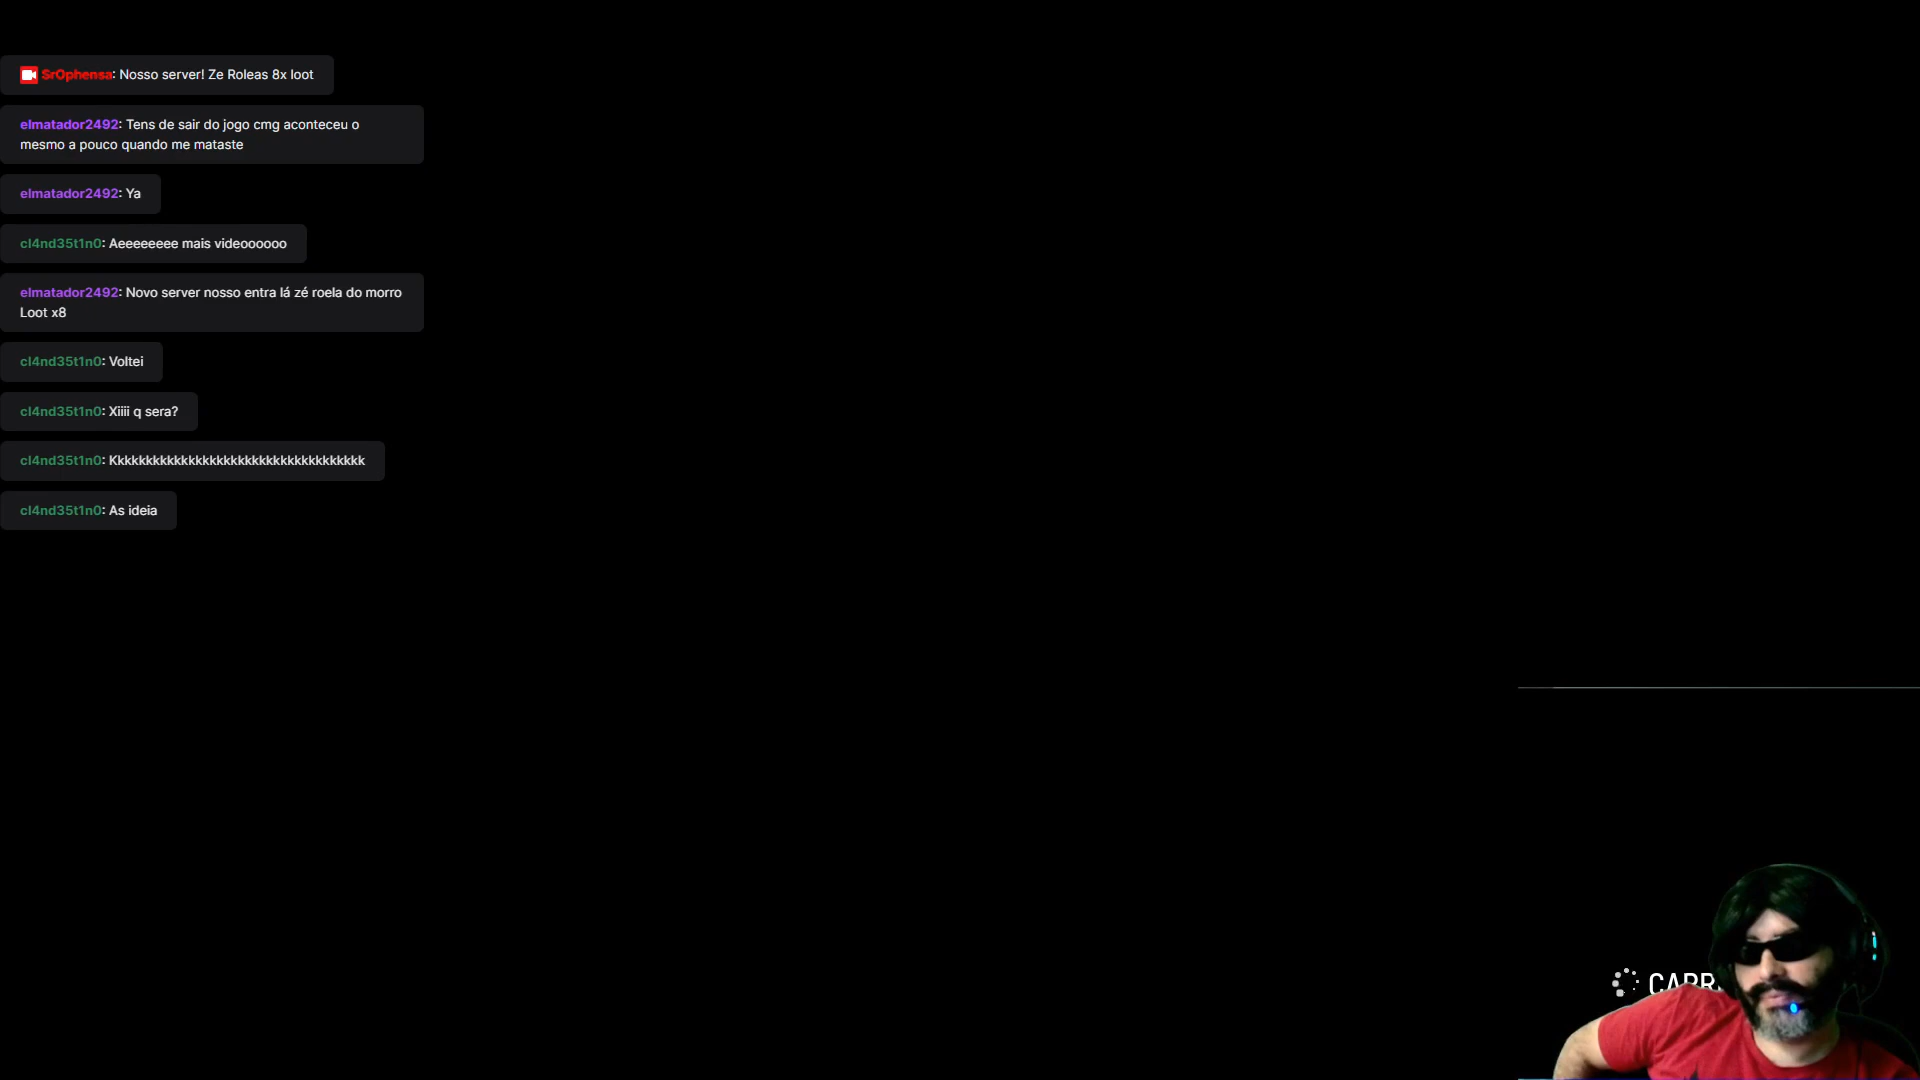 SrOphensa: Nosso server! Ze Roleas 8x loot
elmatador2492: Tens de sair do jogo cmg aconteceu o
mesmo a pouco quando me mataste
elmatador2492: Ya
cl4nd35t1n0: Aeeeeeeee mais videoooooo
elmatador2492: Novo server nosso entra lá zé roela do morro
Loot x8
cl4nd35t1n0: Voltei
cl4nd35t1n0: Xiiii q sera?
cl4nd35t1n0: Kkkkkkkkkkkkkkkkkkkkkkkkkkkkkkkkkkkk
cl4nd35t1n0: As ideia